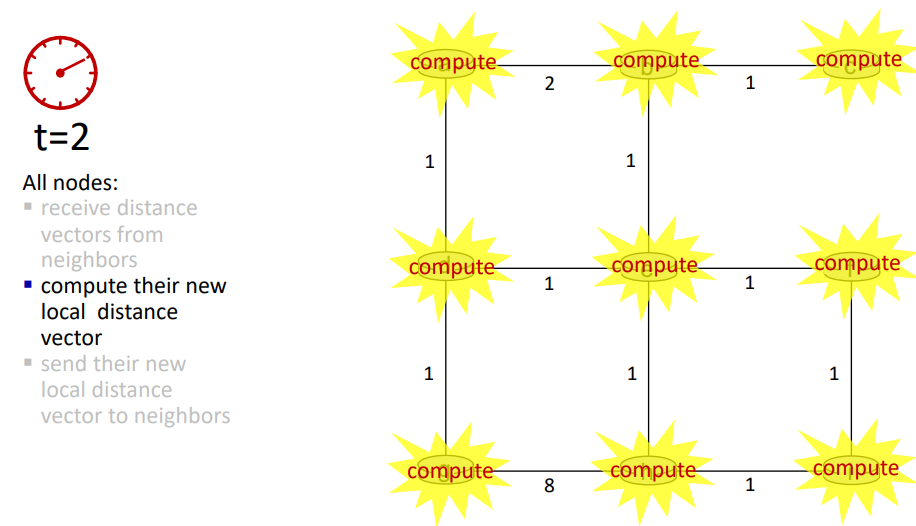 compute
compute
compute
2
1
t=2
1
1
All nodes:
▪ receive distance
vectors from
neighbors
▪ compute their new
local distance
vector
▪ send their new
local distance
vector to neighbors
compute
compute
compute
1
1
1
1
1
compute
compute
compute
8
1